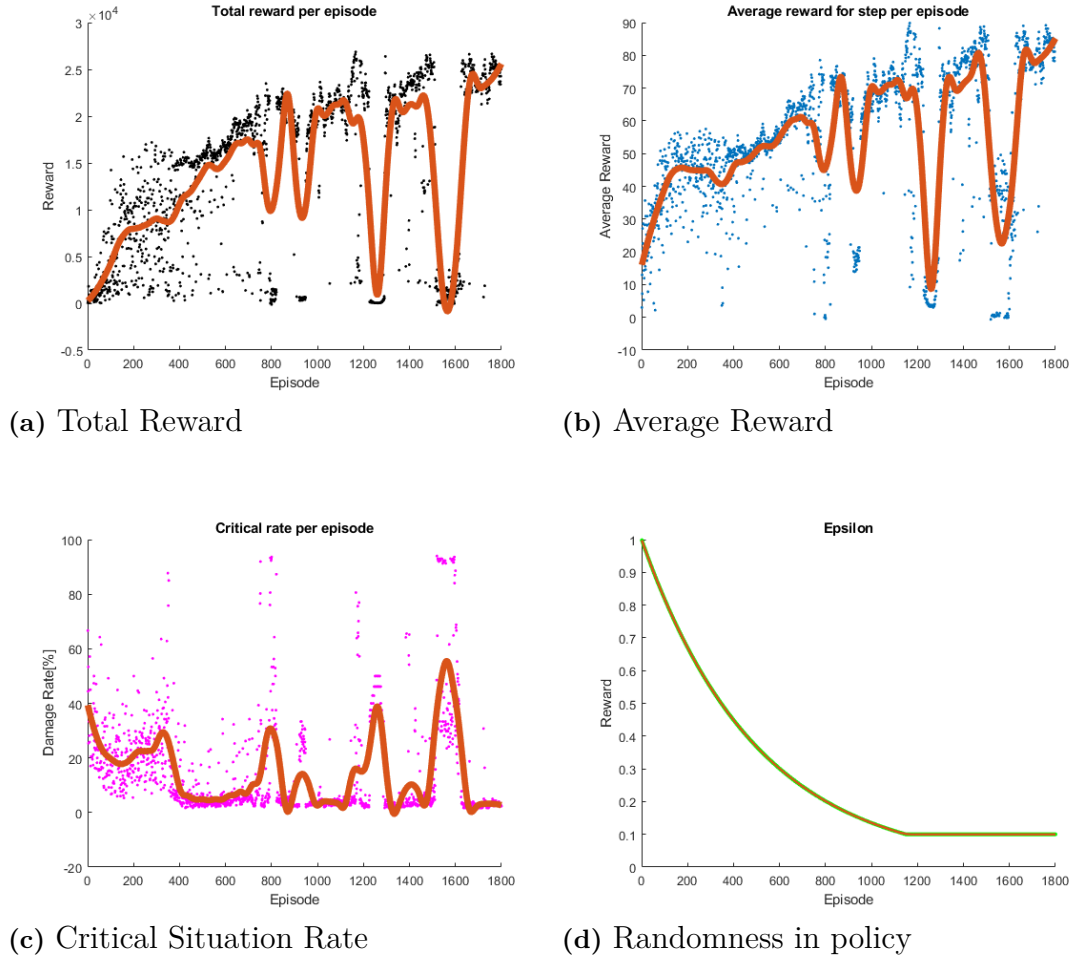 Total reward per episode
×10^4
3
2.5
2
1.5
1
0.5
0
-0.5
Reward
0 200 400 600 800 1000 1200 1400 1600 1800
Episode
(a) Total Reward
Average reward for step per episode
90
80
70
60
50
40
30
20
10
0
-10
Average Reward
0 200 400 600 800 1000 1200 1400 1600 1800
Episode
(b) Average Reward
Critical rate per episode
100
80
60
40
20
0
-20
Damage Rate[%]
0 200 400 600 800 1000 1200 1400 1600 1800
Episode
(c) Critical Situation Rate
Epsilon
1
0.9
0.8
0.7
0.6
0.5
0.4
0.3
0.2
0.1
0
Reward
0 200 400 600 800 1000 1200 1400 1600 1800
Episode
(d) Randomness in policy